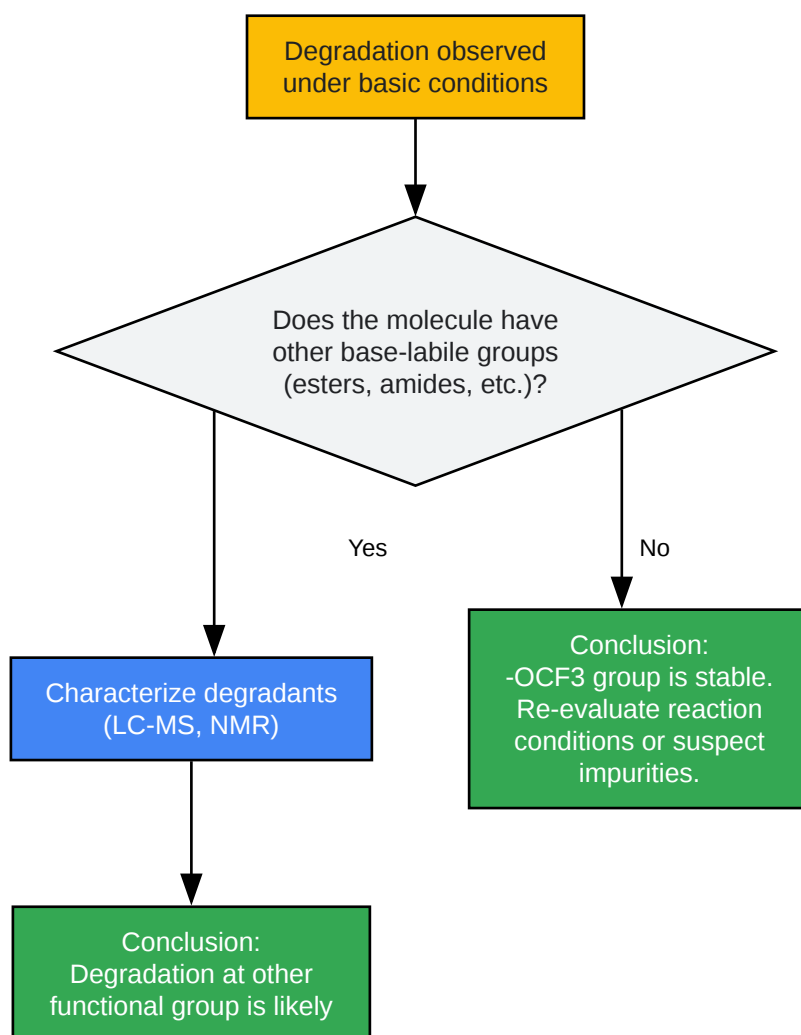 Degradation observed
under basic conditions
Does the molecule have
other base-labile groups
(esters, amides, etc.)?
Yes
No
Conclusion:
-OCF3 group is stable.
Re-evaluate reaction
conditions or suspect
impurities.
Characterize degradants
(LC-MS, NMR)
Conclusion:
Degradation at other
functional group is likely